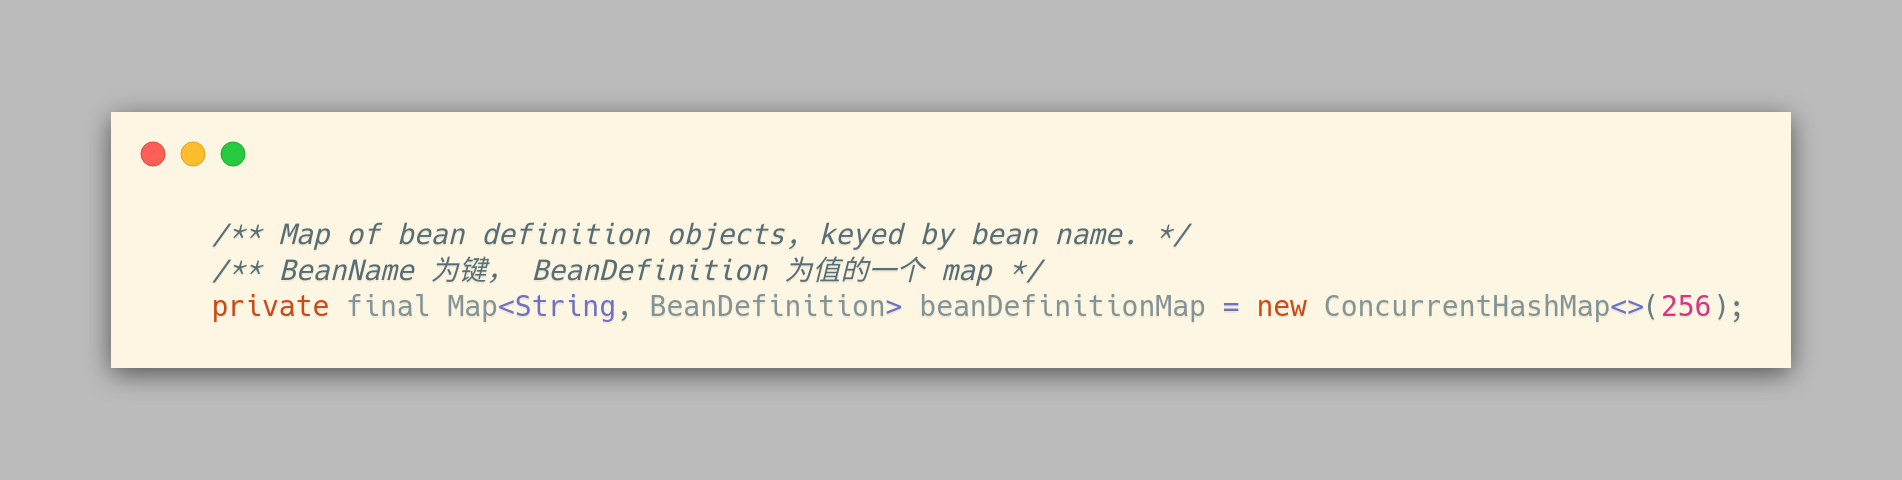 /** Map of bean definition objects, keyed by bean name. */
/** BeanName 为键， BeanDefinition 为值的一个 map */
private final Map<String, BeanDefinition> beanDefinitionMap = new ConcurrentHashMap<>(256);